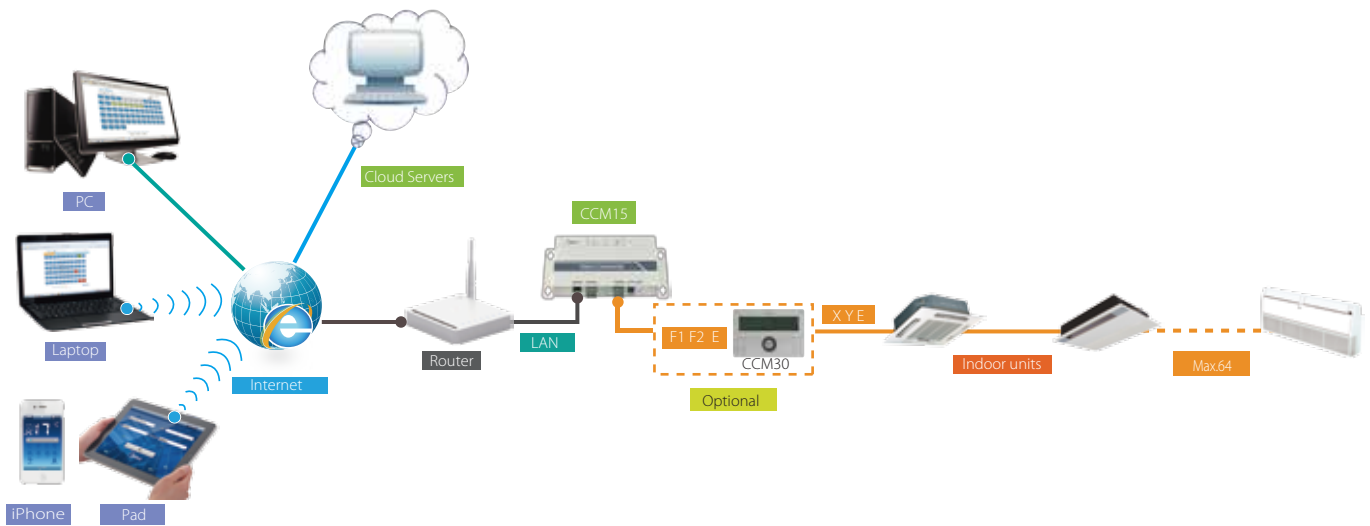 Cloud Servers
PC
CCM15
X Y E
F1 F2 E
LAN
Laptop
Router
CCM30
Indoor units
Max.64
Internet
Optional
iPhone
Pad